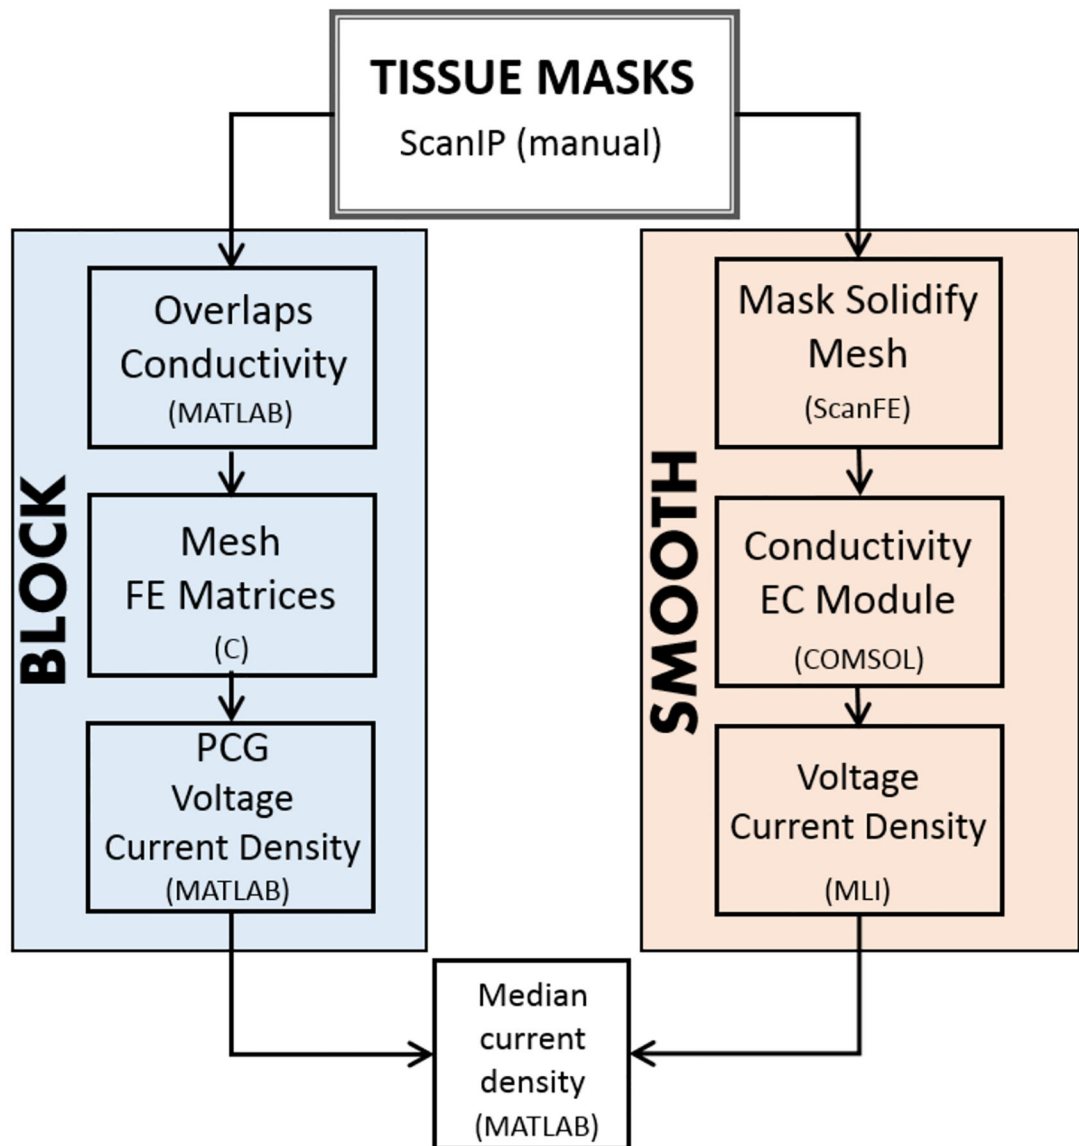 TISSUE MASKS
ScanIP (manual)
BLOCK
Overlaps
Conductivity
(MATLAB)
Mesh
FE Matrices
(C)
PCG
Voltage
Current Density
(MATLAB)
SMOOTH
Mask Solidify
Mesh
(ScanFE)
Conductivity
EC Module
(COMSOL)
Voltage
Current Density
(MLI)
Median
current
density
(MATLAB)